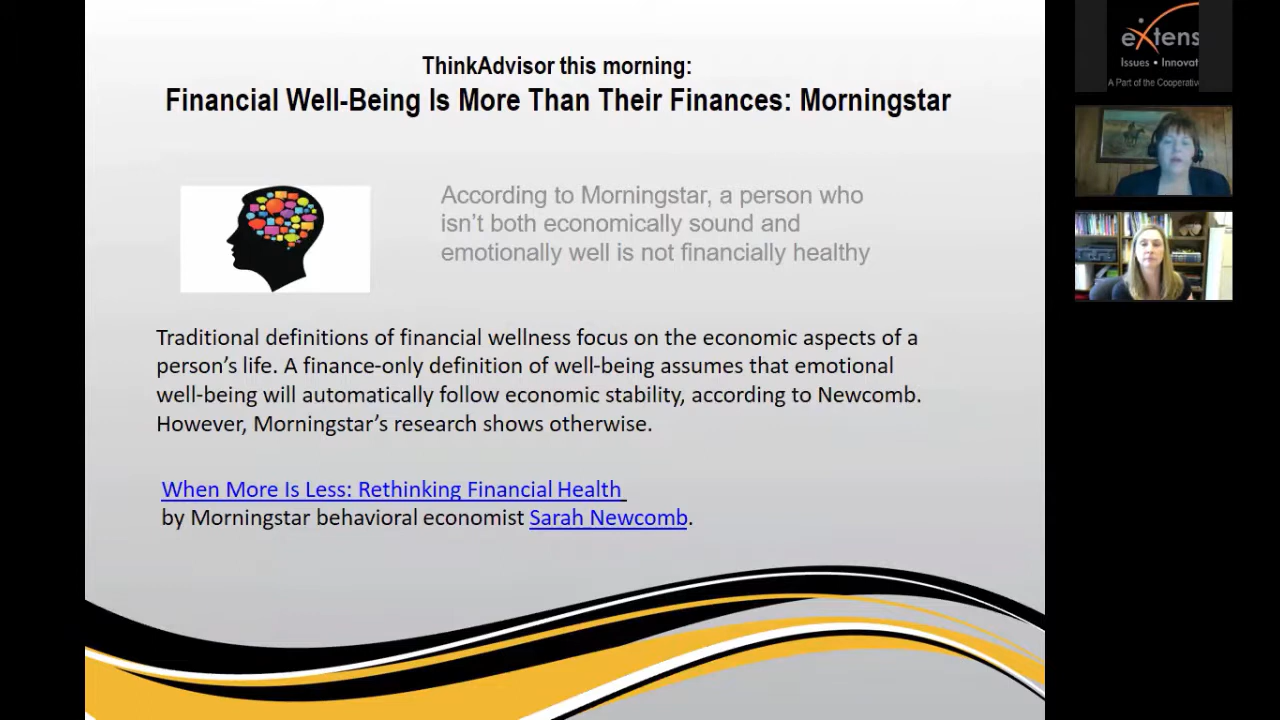 ThinkAdvisor this morning:
Financial Well-Being Is More Than Their Finances: Morningstar
According to Morningstar, a person who
isn’t both economically sound and
emotionally well is not financially healthy
Traditional definitions of financial wellness focus on the economic aspects of a
person’s life. A finance-only definition of well-being assumes that emotional
well-being will automatically follow economic stability, according to Newcomb.
However, Morningstar’s research shows otherwise.
When More Is Less: Rethinking Financial Health
by Morningstar behavioral economist Sarah Newcomb.
eXtens
Issues • Innovat
A Part of the Cooperative